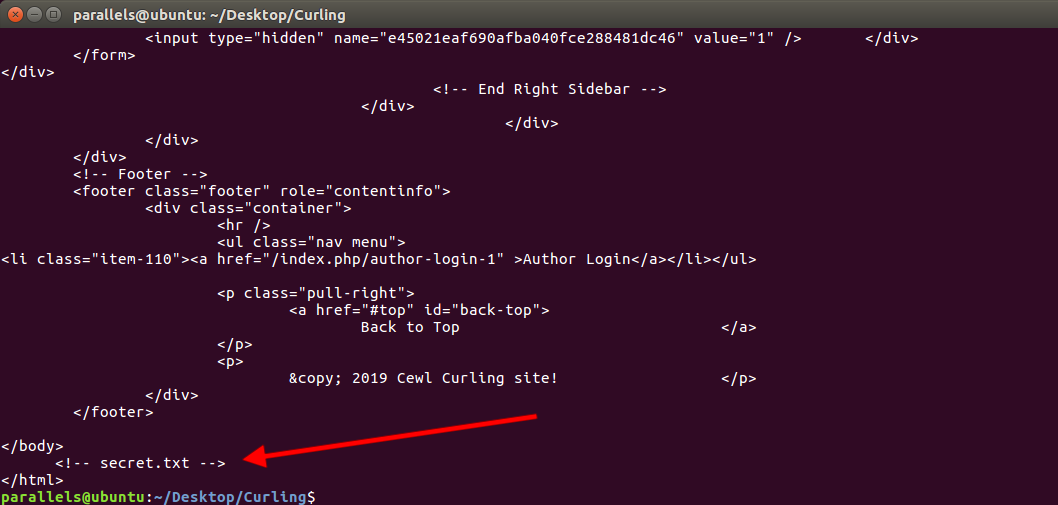 parallels@ubuntu: ~/Desktop/Curling
<input type="hidden" name="e45021eaf690afba040fce288481dc46" value="1" /> </div>
</form>
</div>
<!-- End Right Sidebar -->
</div>
</div>
</div>
</div>
<!-- Footer -->
<footer class="footer" role="contentinfo">
<div class="container">
<hr />
<ul class="nav menu">
<li class="item-110"><a href="/index.php/author-login-1" >Author Login</a></li></ul>
<p class="pull-right">
<a href="#top" id="back-top">
Back to Top </a>
</p>
<p>
&copy; 2019 Cewl Curling site! </p>
</div>
</footer>
</body>
<!-- secret.txt -->
</html>
parallels@ubuntu:~/Desktop/Curling$